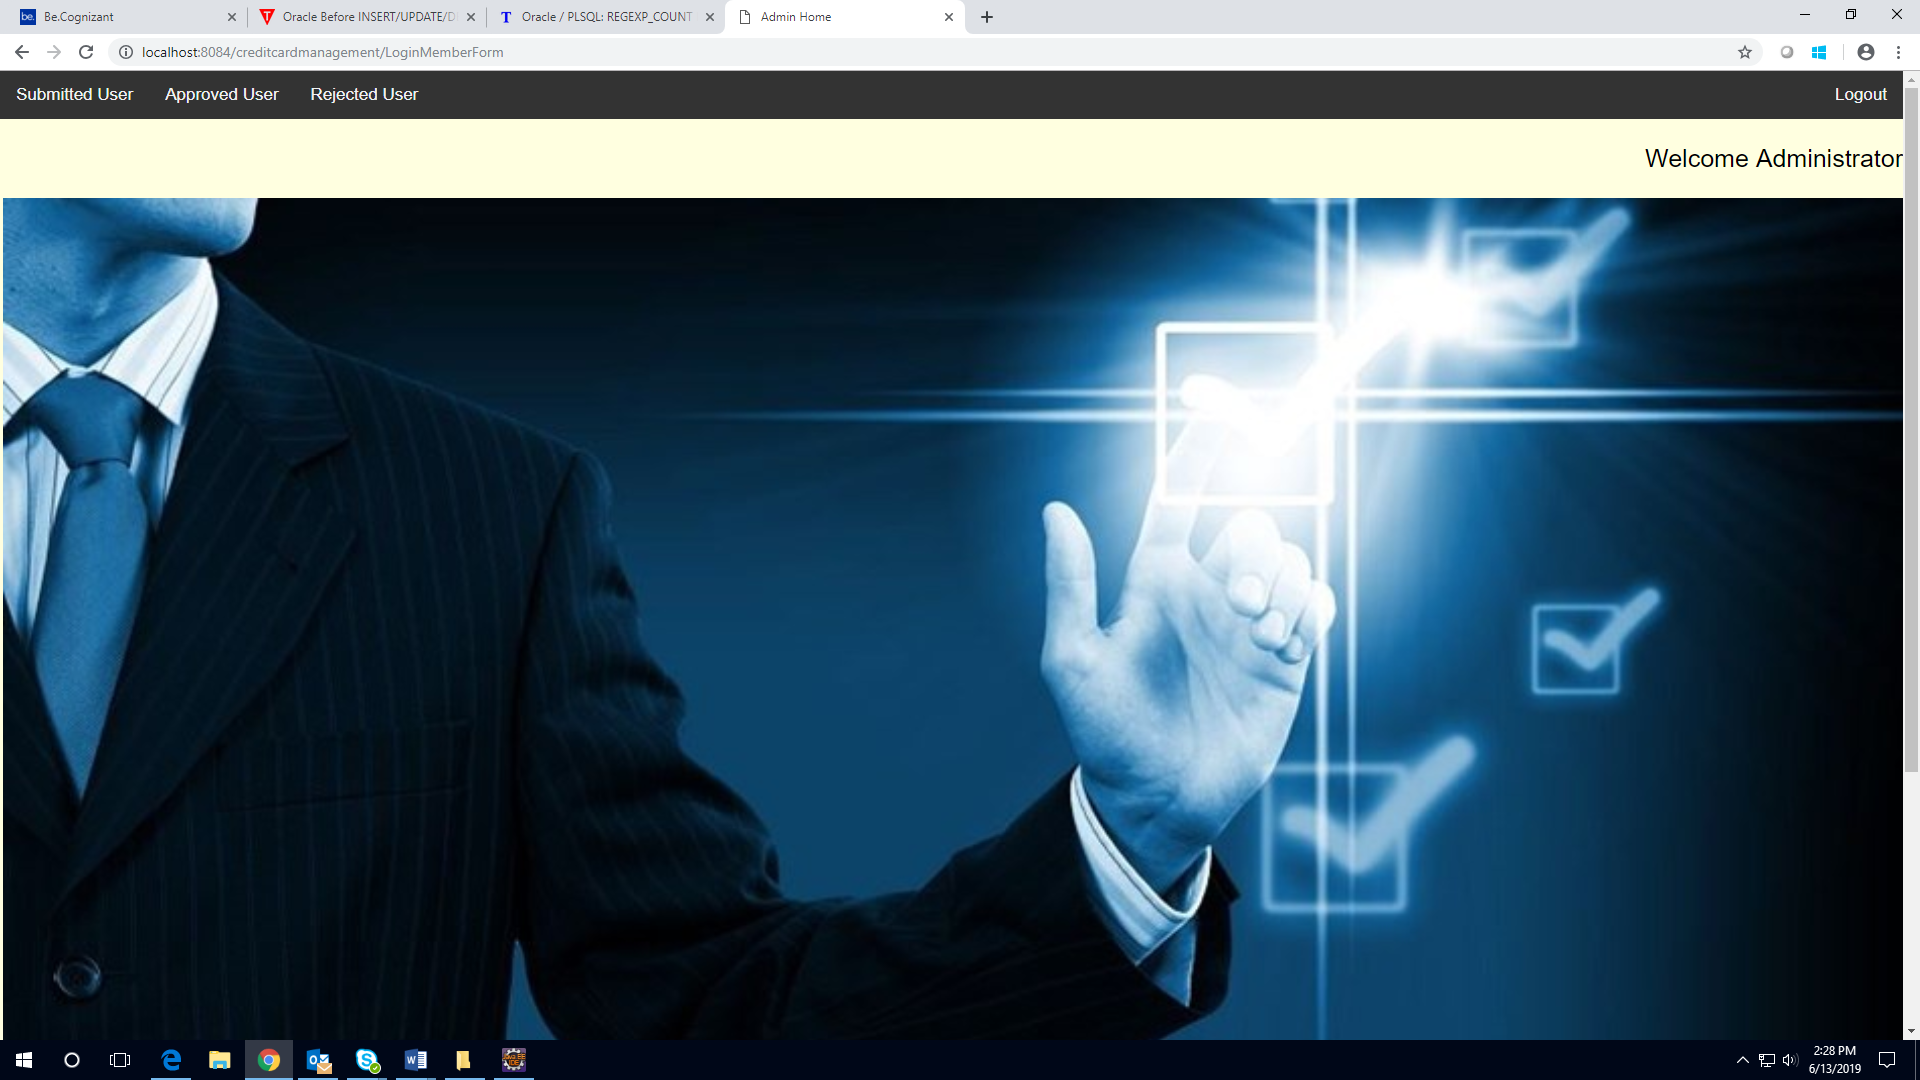 be. Be.Cognizant
Oracle Before INSERT/UPDATE/D
T Oracle / PLSQL: REGEXP_COUNT
Admin Home
localhost:8084/creditcardmanagement/LoginMemberForm
Submitted User Approved User Rejected User Logout
Welcome Administrator
2:28 PM
6/13/2019